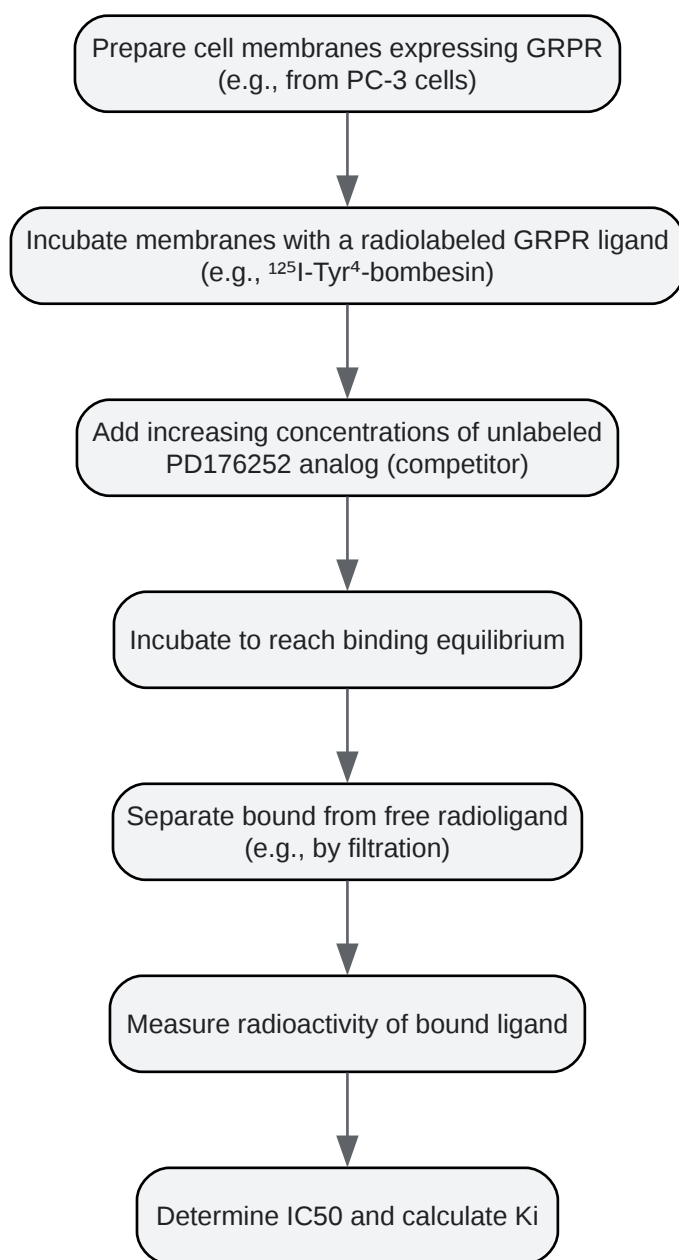 Prepare cell membranes expressing GRPR
(e.g., from PC-3 cells)
Incubate membranes with a radiolabeled GRPR ligand
(e.g., ¹²⁵I-Tyr⁴-bombesin)
Add increasing concentrations of unlabeled
PD176252 analog (competitor)
Incubate to reach binding equilibrium
Separate bound from free radioligand
(e.g., by filtration)
Measure radioactivity of bound ligand
Determine IC50 and calculate Ki